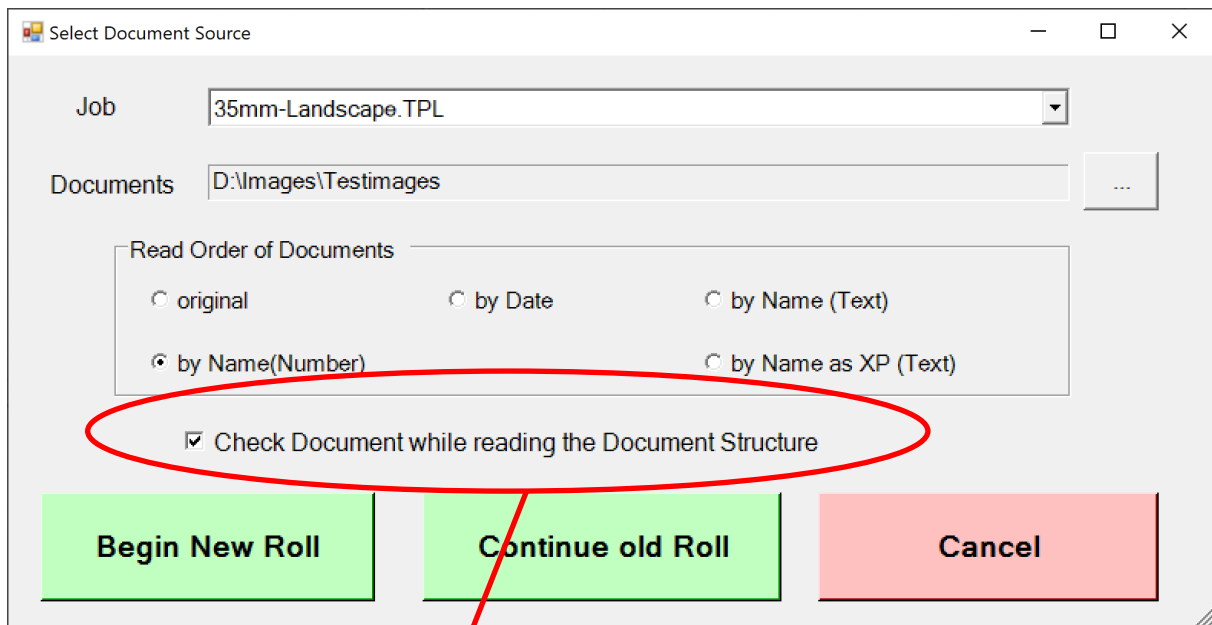 Select Document Source
Job
35mm-Landscape.TPL
Documents
D:\Images\Testimages
...
Read Order of Documents
original
by Date
by Name (Text)
by Name(Number)
by Name as XP (Text)
Check Document while reading the Document Structure
Begin New Roll
Continue old Roll
Cancel